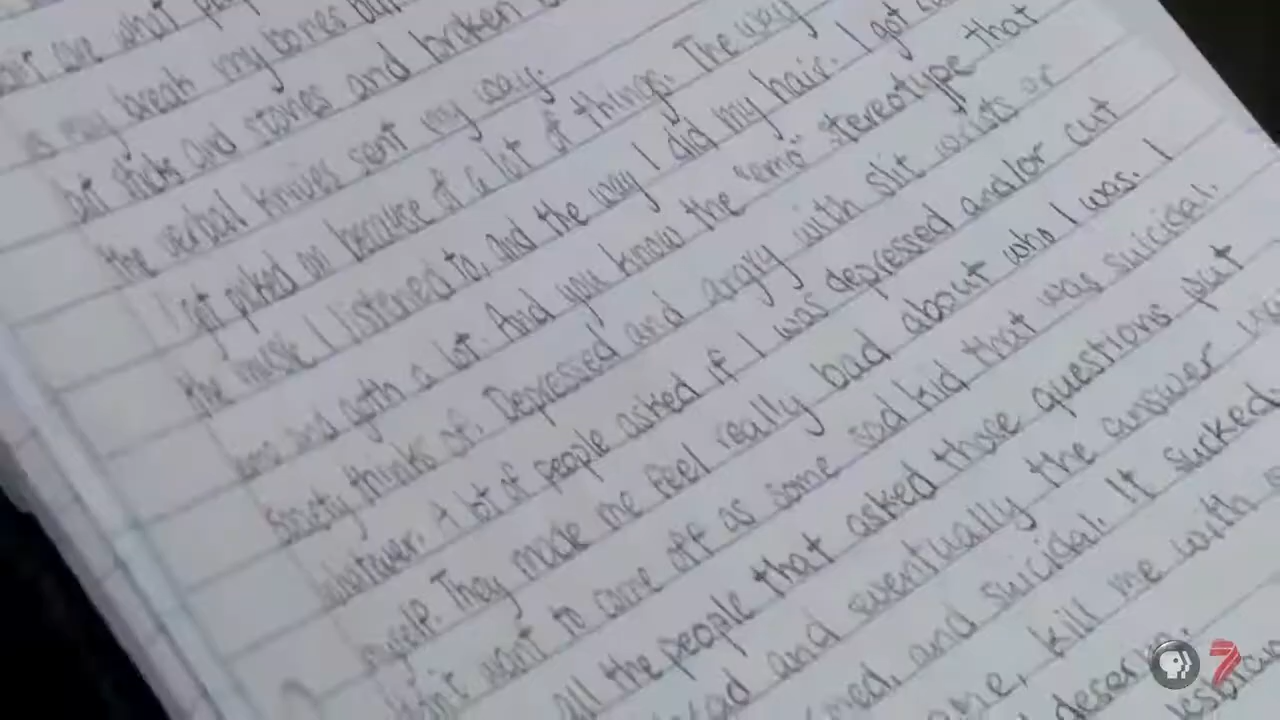 what
may break my bones
but sticks and stones and broken
the verbal knives sent my way.
I got picked on because of a lot of things. The way
the music I listened to, and the way I did my hair. I got
emo and goth a lot. And you know the "emo" stereotype that
society thinks of. Depressed and angry with slit wrists or
whatever. A lot of people asked if I was depressed and/or cut
myself. They made me feel really bad about who I was. I
didn't want to come off as some sad kid that was suicidal.
all the people that asked those questions put
and eventually the answer
and suicidal. It sucked.
me, kill me with
deserve.
PBS
7